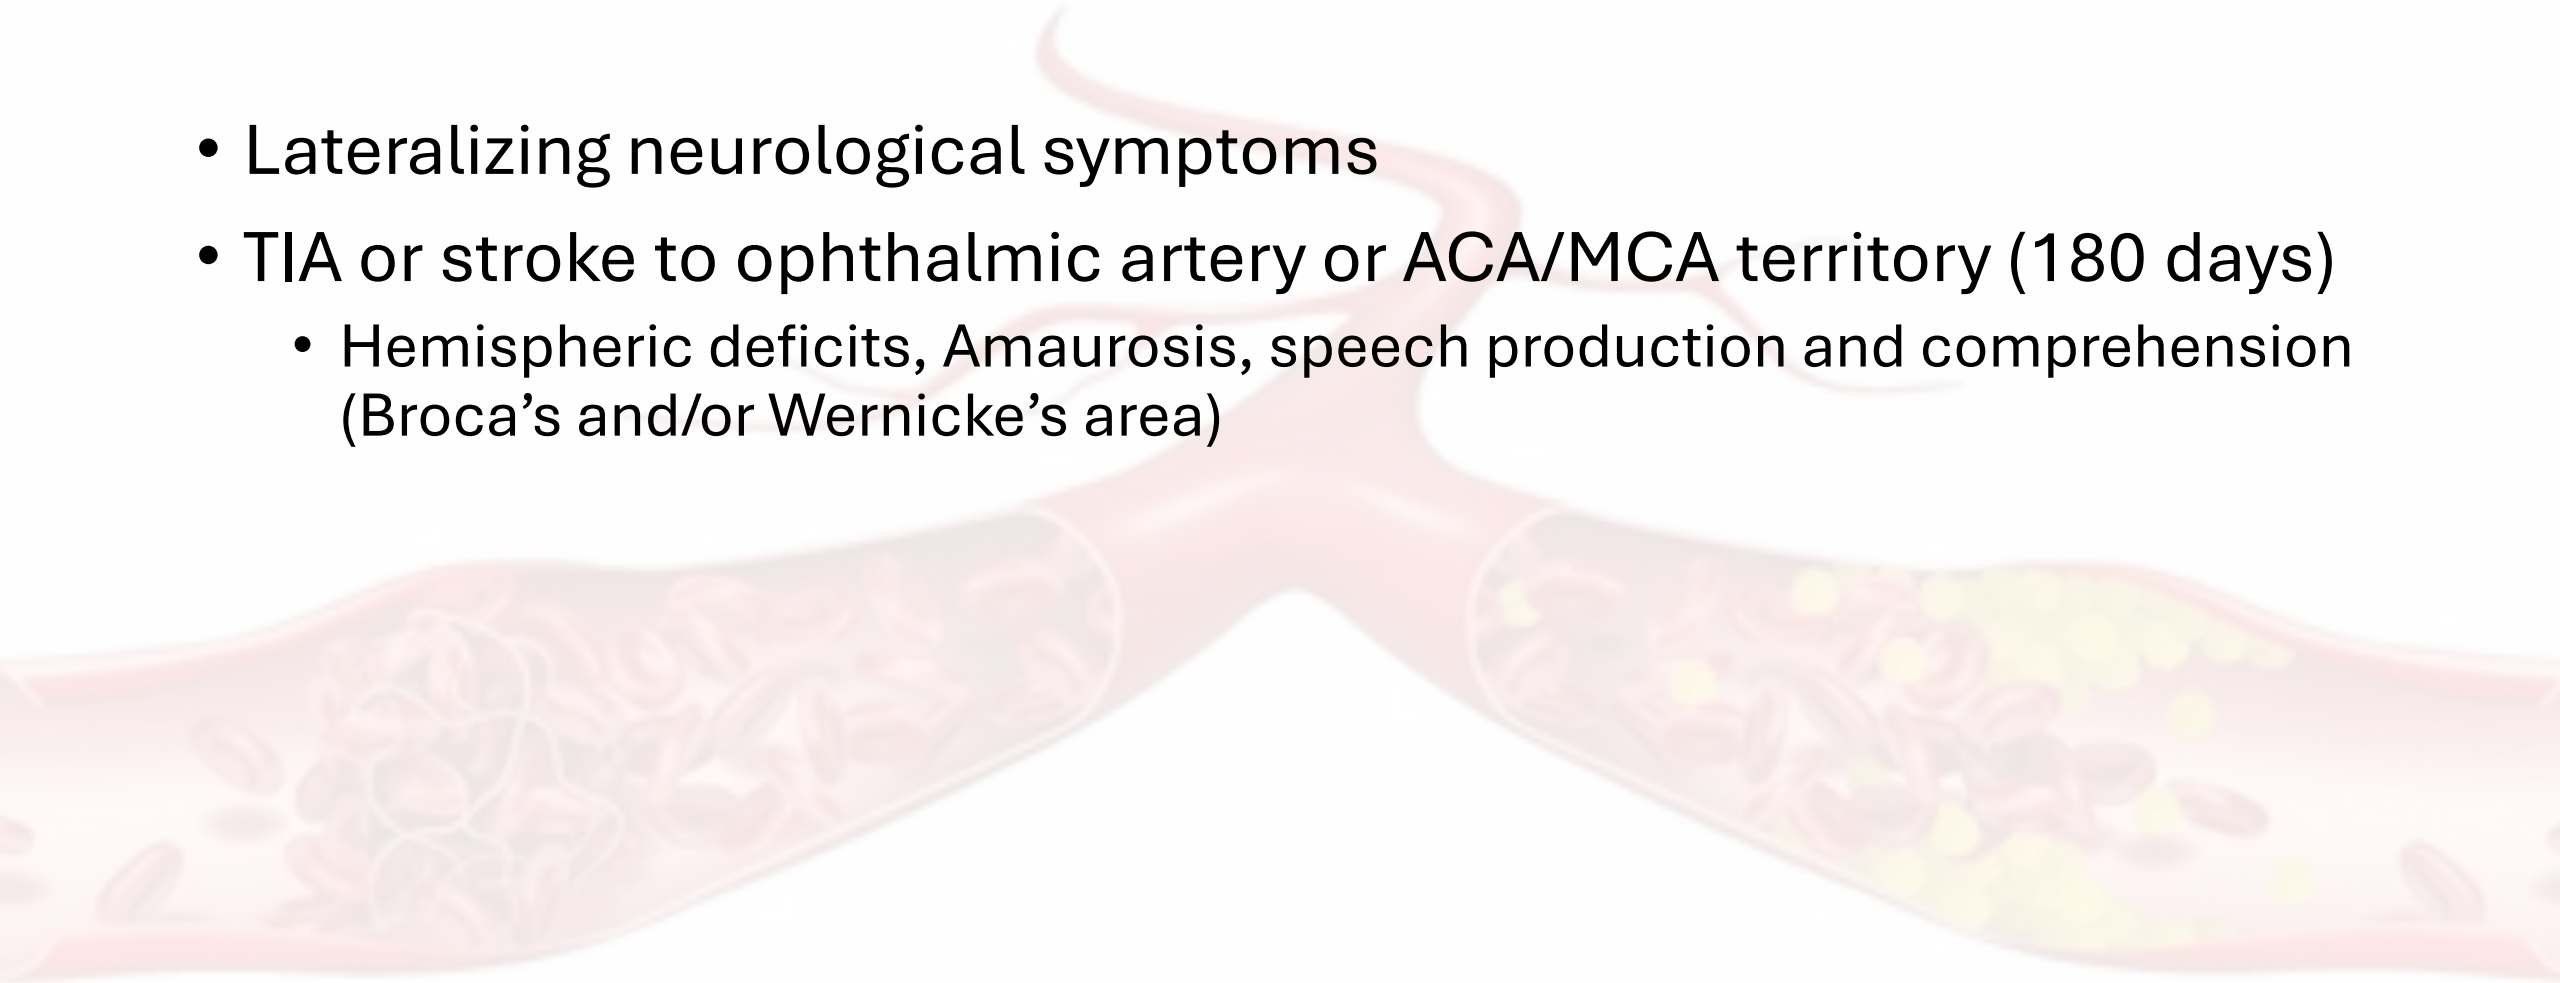 • Lateralizing neurological symptoms
• TIA or stroke to ophthalmic artery or ACA/MCA territory (180 days)
• Hemispheric deficits, Amaurosis, speech production and comprehension
(Broca’s and/or Wernicke’s area)